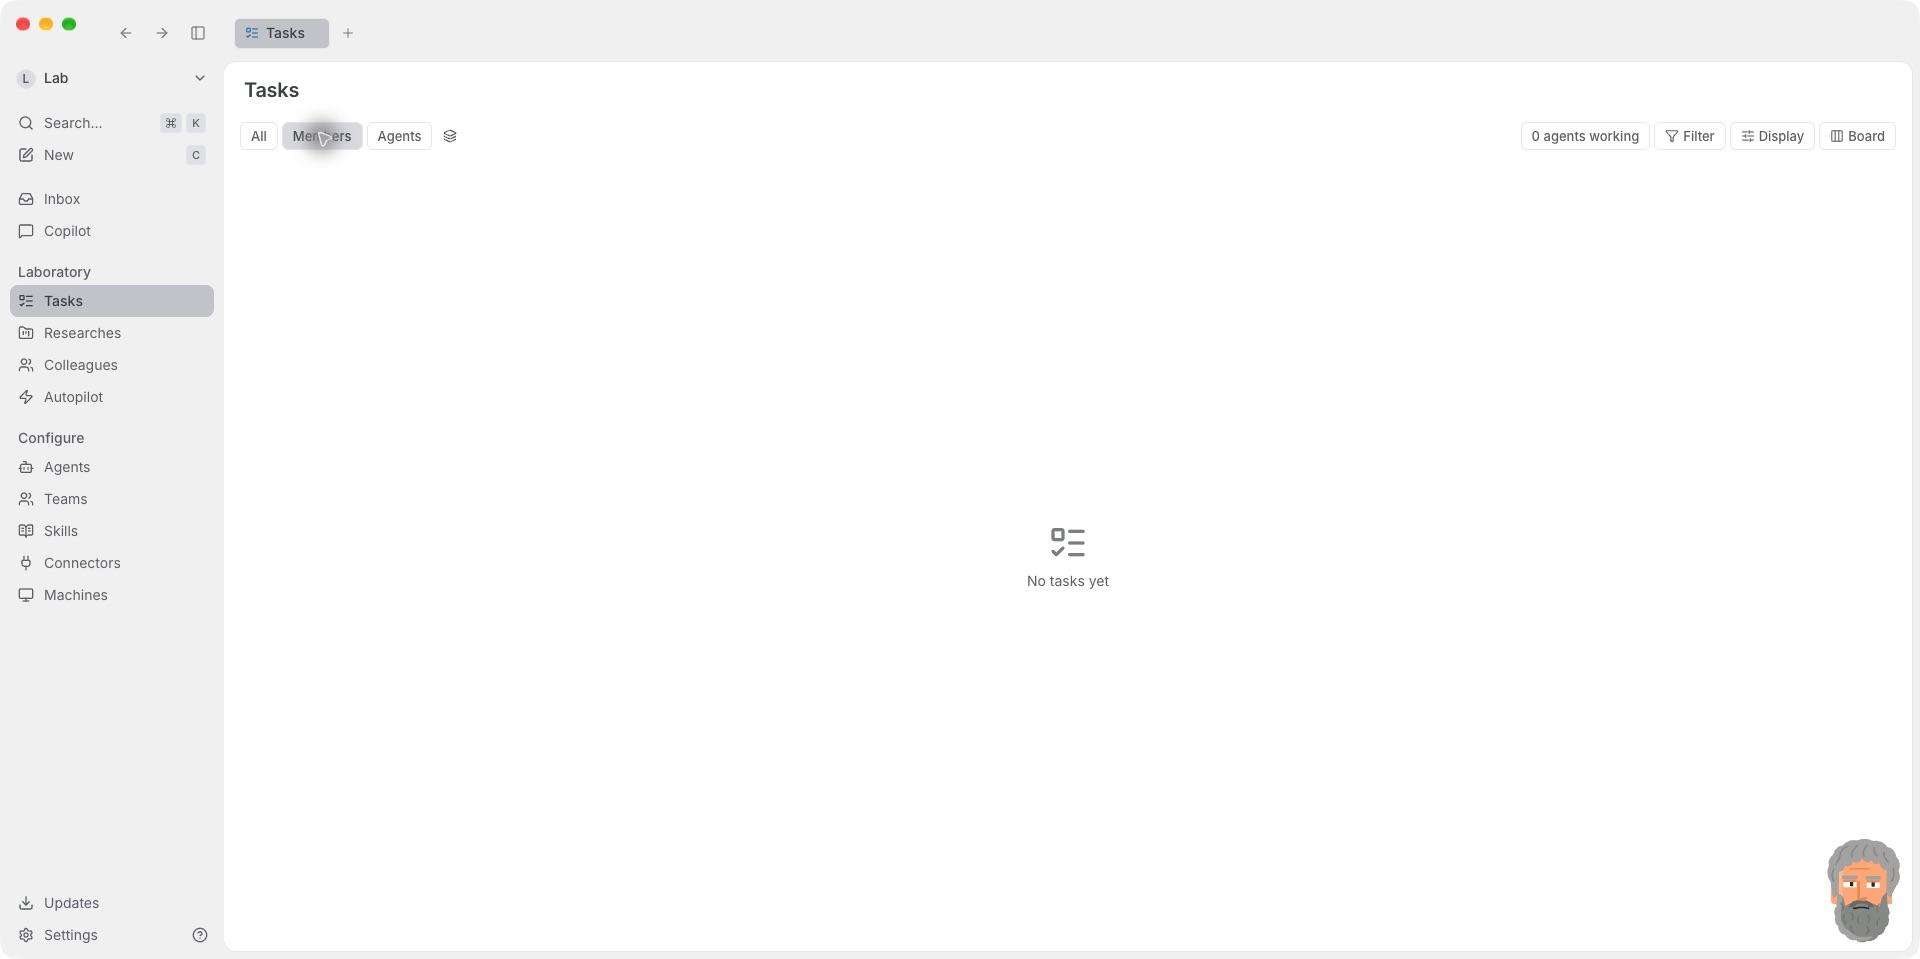 Tasks
L Lab
Search... ⌘ K
New C
Inbox
Copilot
Laboratory
Tasks
Researches
Colleagues
Autopilot
Configure
Agents
Teams
Skills
Connectors
Machines
Updates
Settings
Tasks
All Members Agents
0 agents working Filter Display Board
No tasks yet